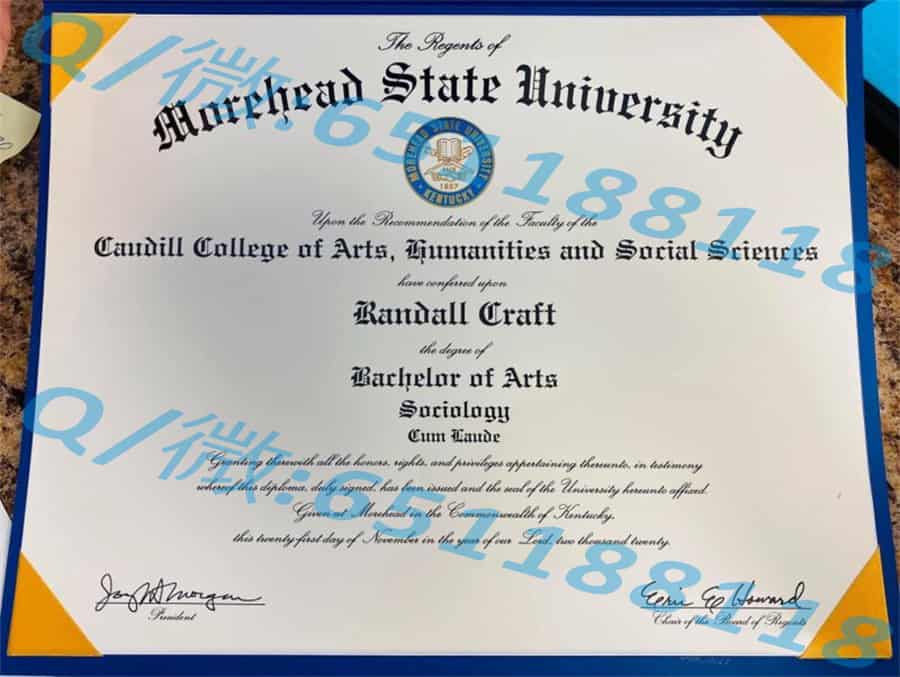 The Regents of
Morehead State University
MOREHEAD STATE UNIVERSITY
1887
KENTUCKY
Upon the Recommendation of the Faculty of the
Caudill College of Arts, Humanities and Social Sciences
have conferred upon
Randall Craft
the degree of
Bachelor of Arts
Sociology
Cum Laude
Granting therewith all the honors, rights, and privileges appertaining thereunto, in testimony
whereof this diploma, duly signed, has been issued and the seal of the University hereunto affixed.
Given at Morehead in the Commonwealth of Kentucky,
this twenty-first day of November in the year of our Lord, two thousand twenty.
President
Chair of the Board of Regents
Q/微:651188118
Q/微:651188118